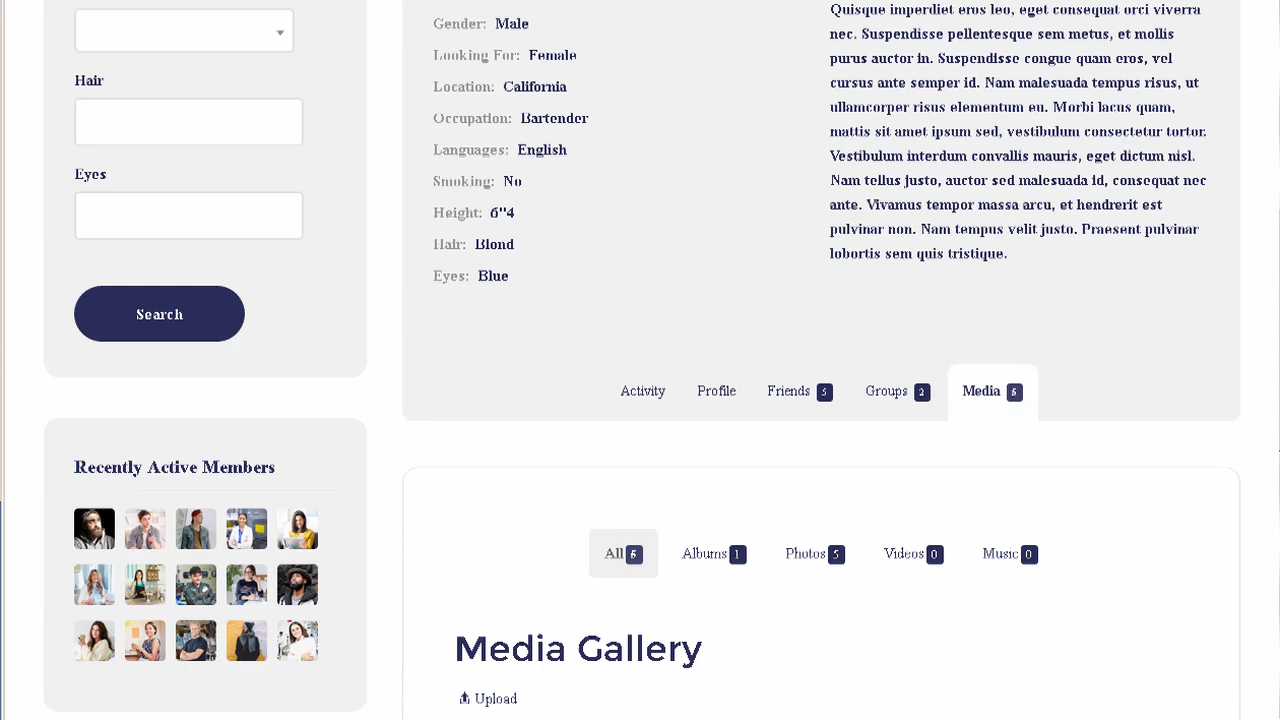 Hair
Eyes
Search
Recently Active Members
Gender: Male
Looking For: Female
Location: California
Occupation: Bartender
Languages: English
Smoking: No
Height: 6"4
Hair: Blond
Eyes: Blue
Quisque imperdiet eros leo, eget consequat orci viverra
nec. Suspendisse pellentesque sem metus, et mollis
purus auctor in. Suspendisse congue quam eros, vel
cursus ante semper id. Nam malesuada tempus risus, ut
ullamcorper risus elementum eu. Morbi lacus quam,
mattis sit amet ipsum sed, vestibulum consectetur tortor.
Vestibulum interdum convallis mauris, eget dictum nisl.
Nam tellus justo, auctor sed malesuada id, consequat nec
ante. Vivamus tempor massa arcu, et hendrerit est
pulvinar non. Nam tempus velit justo. Praesent pulvinar
lobortis sem quis tristique.
Activity Profile Friends 5 Groups 2 Media 5
All 5 Albums 1 Photos 5 Videos 0 Music 0
Media Gallery
Upload